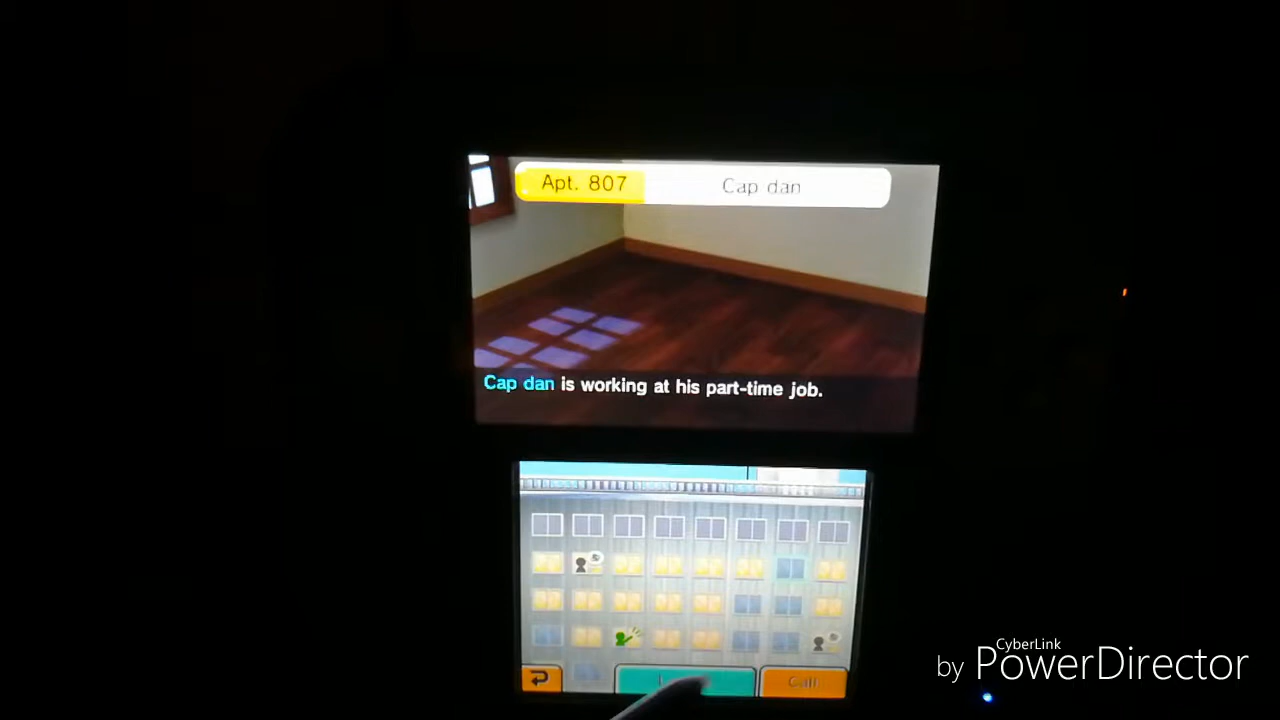 Apt. 807
Cap dan
Cap dan is working at his part-time job.
Call
CyberLink
by PowerDirector